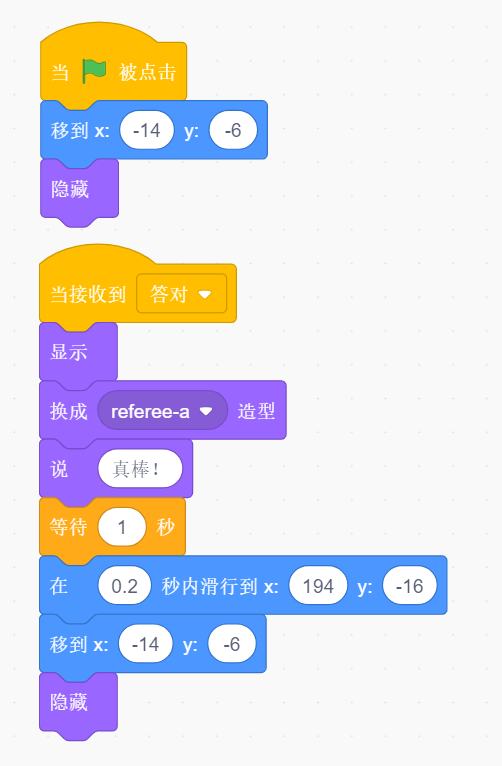 当 被点击
移到 x: -14 y: -6
隐藏
当接收到 答对
显示
换成 referee-a 造型
说 真棒!
等待 1 秒
在 0.2 秒内滑行到 x: 194 y: -16
移到 x: -14 y: -6
隐藏